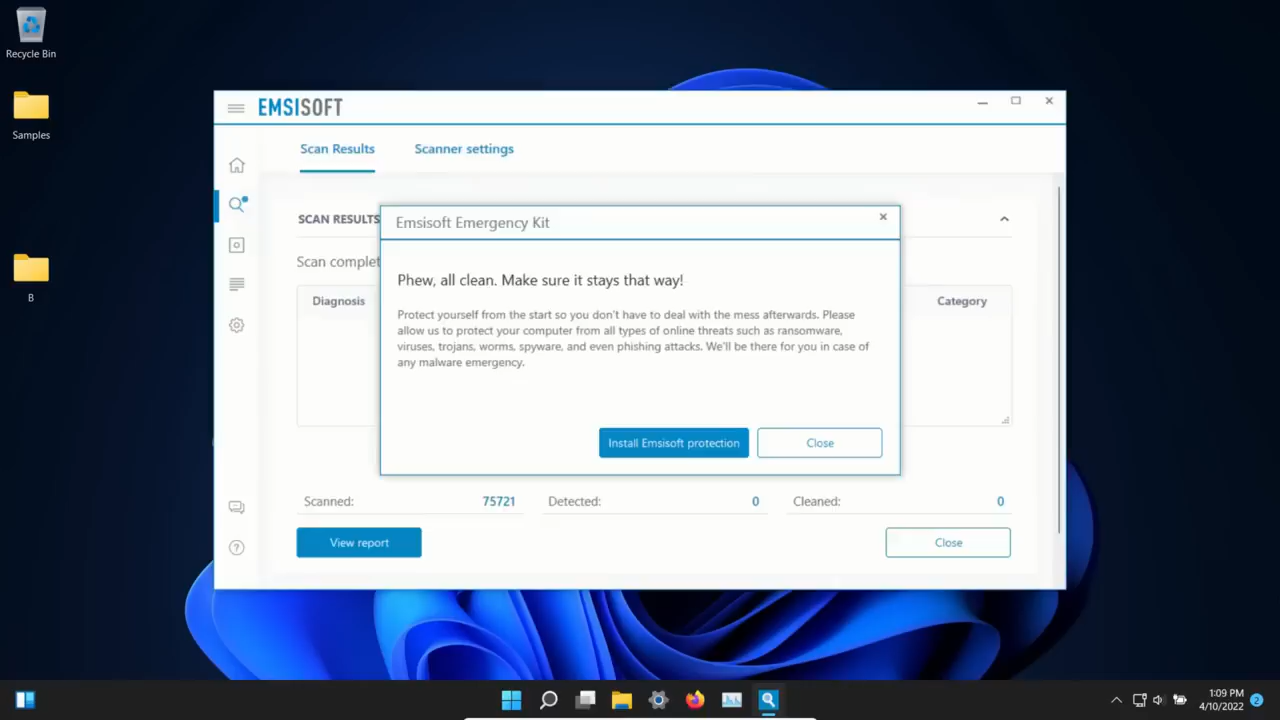 Recycle Bin
Samples
B
EMSISOFT
Scan Results
Scanner settings
SCAN RESULTS
Emsisoft Emergency Kit
Scan complet
Phew, all clean. Make sure it stays that way!
Diagnosis
Category
Protect yourself from the start so you don't have to deal with the mess afterwards. Please
allow us to protect your computer from all types of online threats such as ransomware,
viruses, trojans, worms, spyware, and even phishing attacks. We'll be there for you in case of
any malware emergency.
Install Emsisoft protection
Close
Scanned: 75721
Detected: 0
Cleaned: 0
View report
Close
1:09 PM
4/10/2022
2